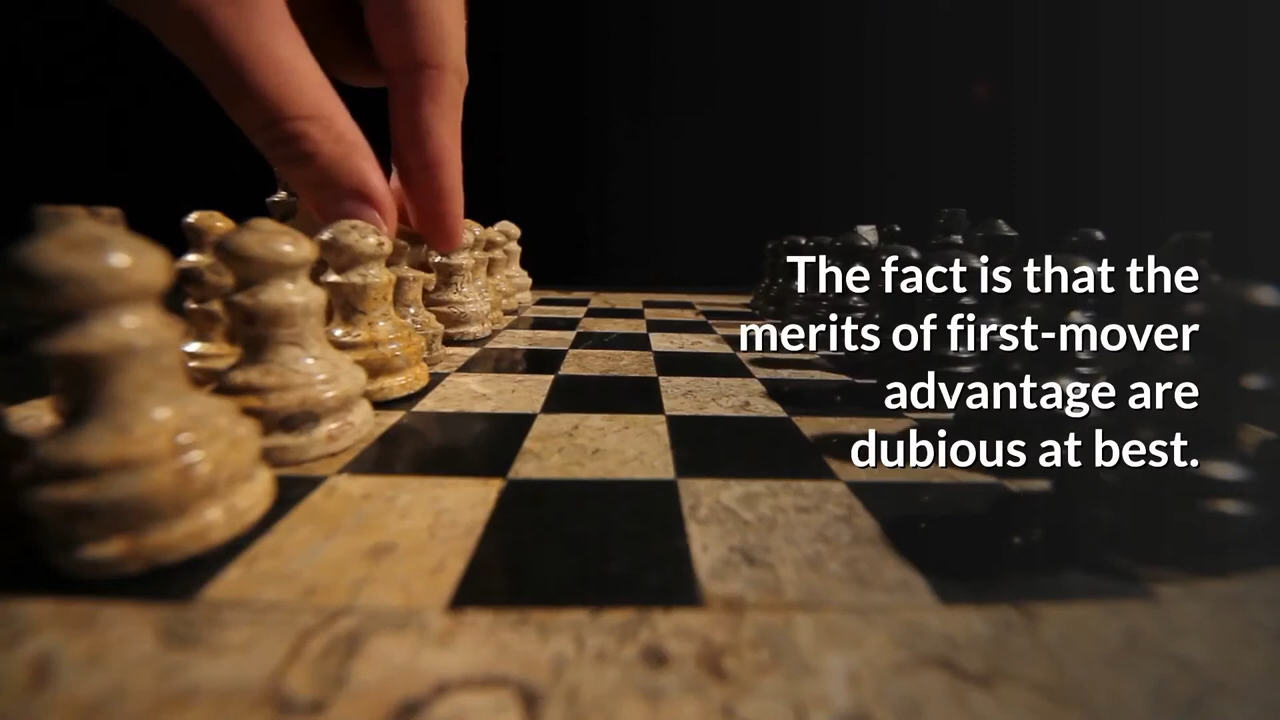 The fact is that the
merits of first-mover
advantage are
dubious at best.